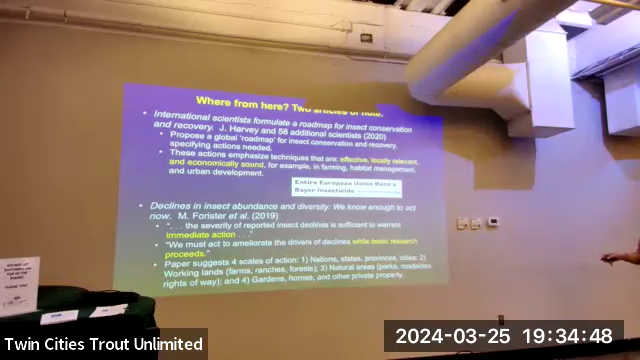 Where from here? Two articles of note.
International scientists formulate a roadmap for insect conservation
and recovery. J. Harvey and 56 additional scientists (2020)
Propose a global 'roadmap' for insect conservation and recovery,
specifying actions needed.
These actions emphasize techniques that are: effective, locally relevant,
and economically sound, for example, in farming, habitat management,
and urban development.
Entire European Union Bans
Bayer Insecticide
Declines in insect abundance and diversity: We know enough to act
now. M. Forister et al. (2019)
". . . the severity of reported insect declines is sufficient to warrant
immediate action . . ."
"We must act to ameliorate the drivers of declines while basic research
proceeds."
Paper suggests 4 scales of action: 1) Nations, states, provinces, cities; 2)
Working lands (farms, ranches, forests); 3) Natural areas (parks, roadsides
rights of way); and 4) Gardens, homes, and other private property.
Twin Cities Trout Unlimited
2024-03-25 19:34:48